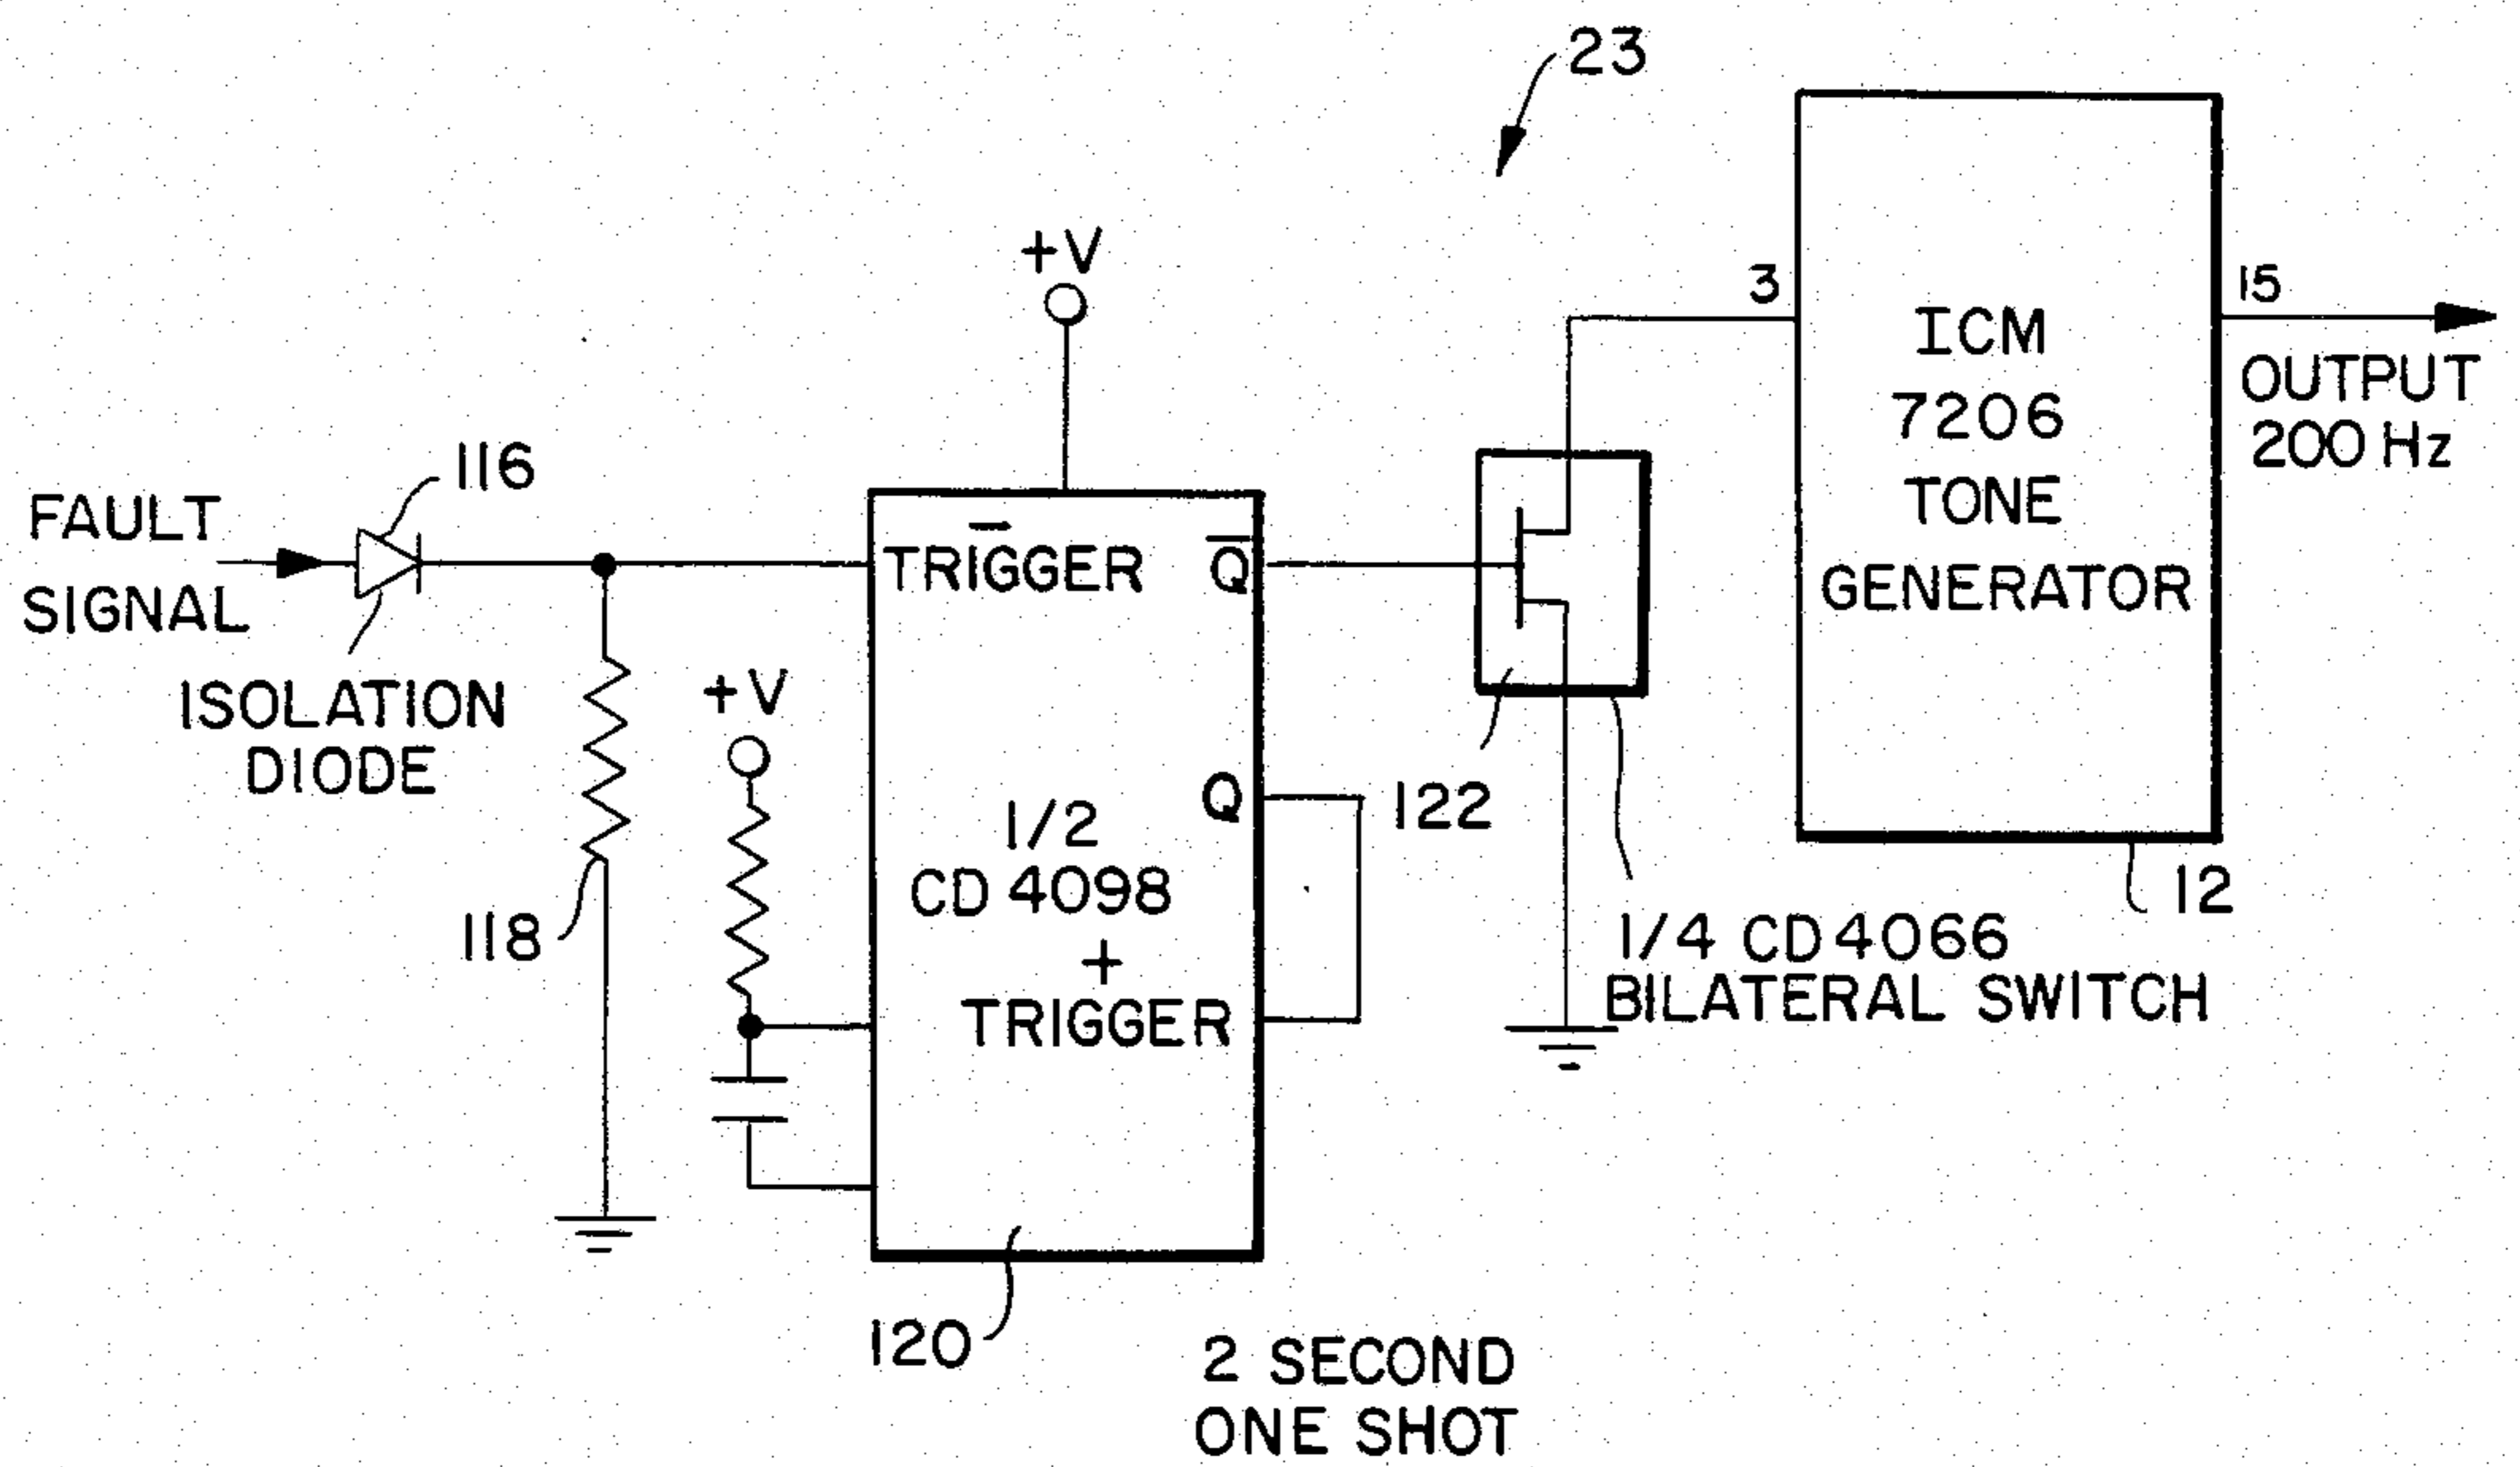 23
+V
3
15
ICM
7206
TONE
GENERATOR
OUTPUT
200 Hz
116
FAULT
SIGNAL
ISOLATION
DIODE
–
TRIGGER
Q̅
+V
118
1/2
CD 4098
+
TRIGGER
Q
122
1/4 CD4066
BILATERAL SWITCH
12
120
2 SECOND
ONE SHOT